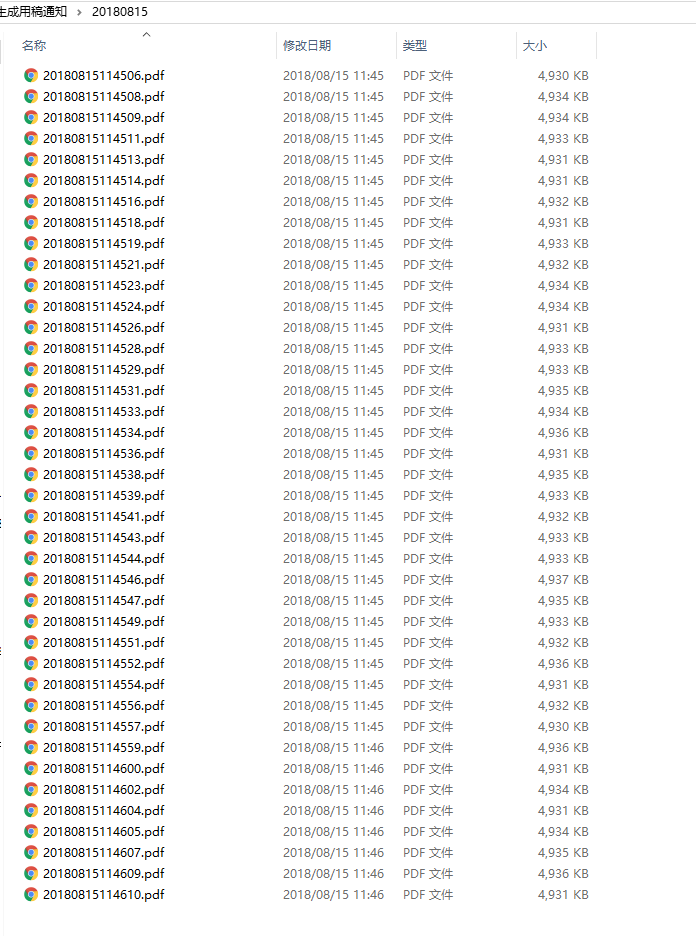 生成用稿通知 › 20180815
名称 修改日期 类型 大小
20180815114506.pdf 2018/08/15 11:45 PDF 文件 4,930 KB
20180815114508.pdf 2018/08/15 11:45 PDF 文件 4,934 KB
20180815114509.pdf 2018/08/15 11:45 PDF 文件 4,934 KB
20180815114511.pdf 2018/08/15 11:45 PDF 文件 4,933 KB
20180815114513.pdf 2018/08/15 11:45 PDF 文件 4,931 KB
20180815114514.pdf 2018/08/15 11:45 PDF 文件 4,931 KB
20180815114516.pdf 2018/08/15 11:45 PDF 文件 4,932 KB
20180815114518.pdf 2018/08/15 11:45 PDF 文件 4,931 KB
20180815114519.pdf 2018/08/15 11:45 PDF 文件 4,933 KB
20180815114521.pdf 2018/08/15 11:45 PDF 文件 4,932 KB
20180815114523.pdf 2018/08/15 11:45 PDF 文件 4,934 KB
20180815114524.pdf 2018/08/15 11:45 PDF 文件 4,934 KB
20180815114526.pdf 2018/08/15 11:45 PDF 文件 4,931 KB
20180815114528.pdf 2018/08/15 11:45 PDF 文件 4,933 KB
20180815114529.pdf 2018/08/15 11:45 PDF 文件 4,933 KB
20180815114531.pdf 2018/08/15 11:45 PDF 文件 4,935 KB
20180815114533.pdf 2018/08/15 11:45 PDF 文件 4,934 KB
20180815114534.pdf 2018/08/15 11:45 PDF 文件 4,936 KB
20180815114536.pdf 2018/08/15 11:45 PDF 文件 4,931 KB
20180815114538.pdf 2018/08/15 11:45 PDF 文件 4,935 KB
20180815114539.pdf 2018/08/15 11:45 PDF 文件 4,933 KB
20180815114541.pdf 2018/08/15 11:45 PDF 文件 4,932 KB
20180815114543.pdf 2018/08/15 11:45 PDF 文件 4,933 KB
20180815114544.pdf 2018/08/15 11:45 PDF 文件 4,933 KB
20180815114546.pdf 2018/08/15 11:45 PDF 文件 4,937 KB
20180815114547.pdf 2018/08/15 11:45 PDF 文件 4,935 KB
20180815114549.pdf 2018/08/15 11:45 PDF 文件 4,933 KB
20180815114551.pdf 2018/08/15 11:45 PDF 文件 4,932 KB
20180815114552.pdf 2018/08/15 11:45 PDF 文件 4,936 KB
20180815114554.pdf 2018/08/15 11:45 PDF 文件 4,931 KB
20180815114556.pdf 2018/08/15 11:45 PDF 文件 4,932 KB
20180815114557.pdf 2018/08/15 11:45 PDF 文件 4,930 KB
20180815114559.pdf 2018/08/15 11:46 PDF 文件 4,936 KB
20180815114600.pdf 2018/08/15 11:46 PDF 文件 4,931 KB
20180815114602.pdf 2018/08/15 11:46 PDF 文件 4,934 KB
20180815114604.pdf 2018/08/15 11:46 PDF 文件 4,931 KB
20180815114605.pdf 2018/08/15 11:46 PDF 文件 4,934 KB
20180815114607.pdf 2018/08/15 11:46 PDF 文件 4,935 KB
20180815114609.pdf 2018/08/15 11:46 PDF 文件 4,936 KB
20180815114610.pdf 2018/08/15 11:46 PDF 文件 4,931 KB